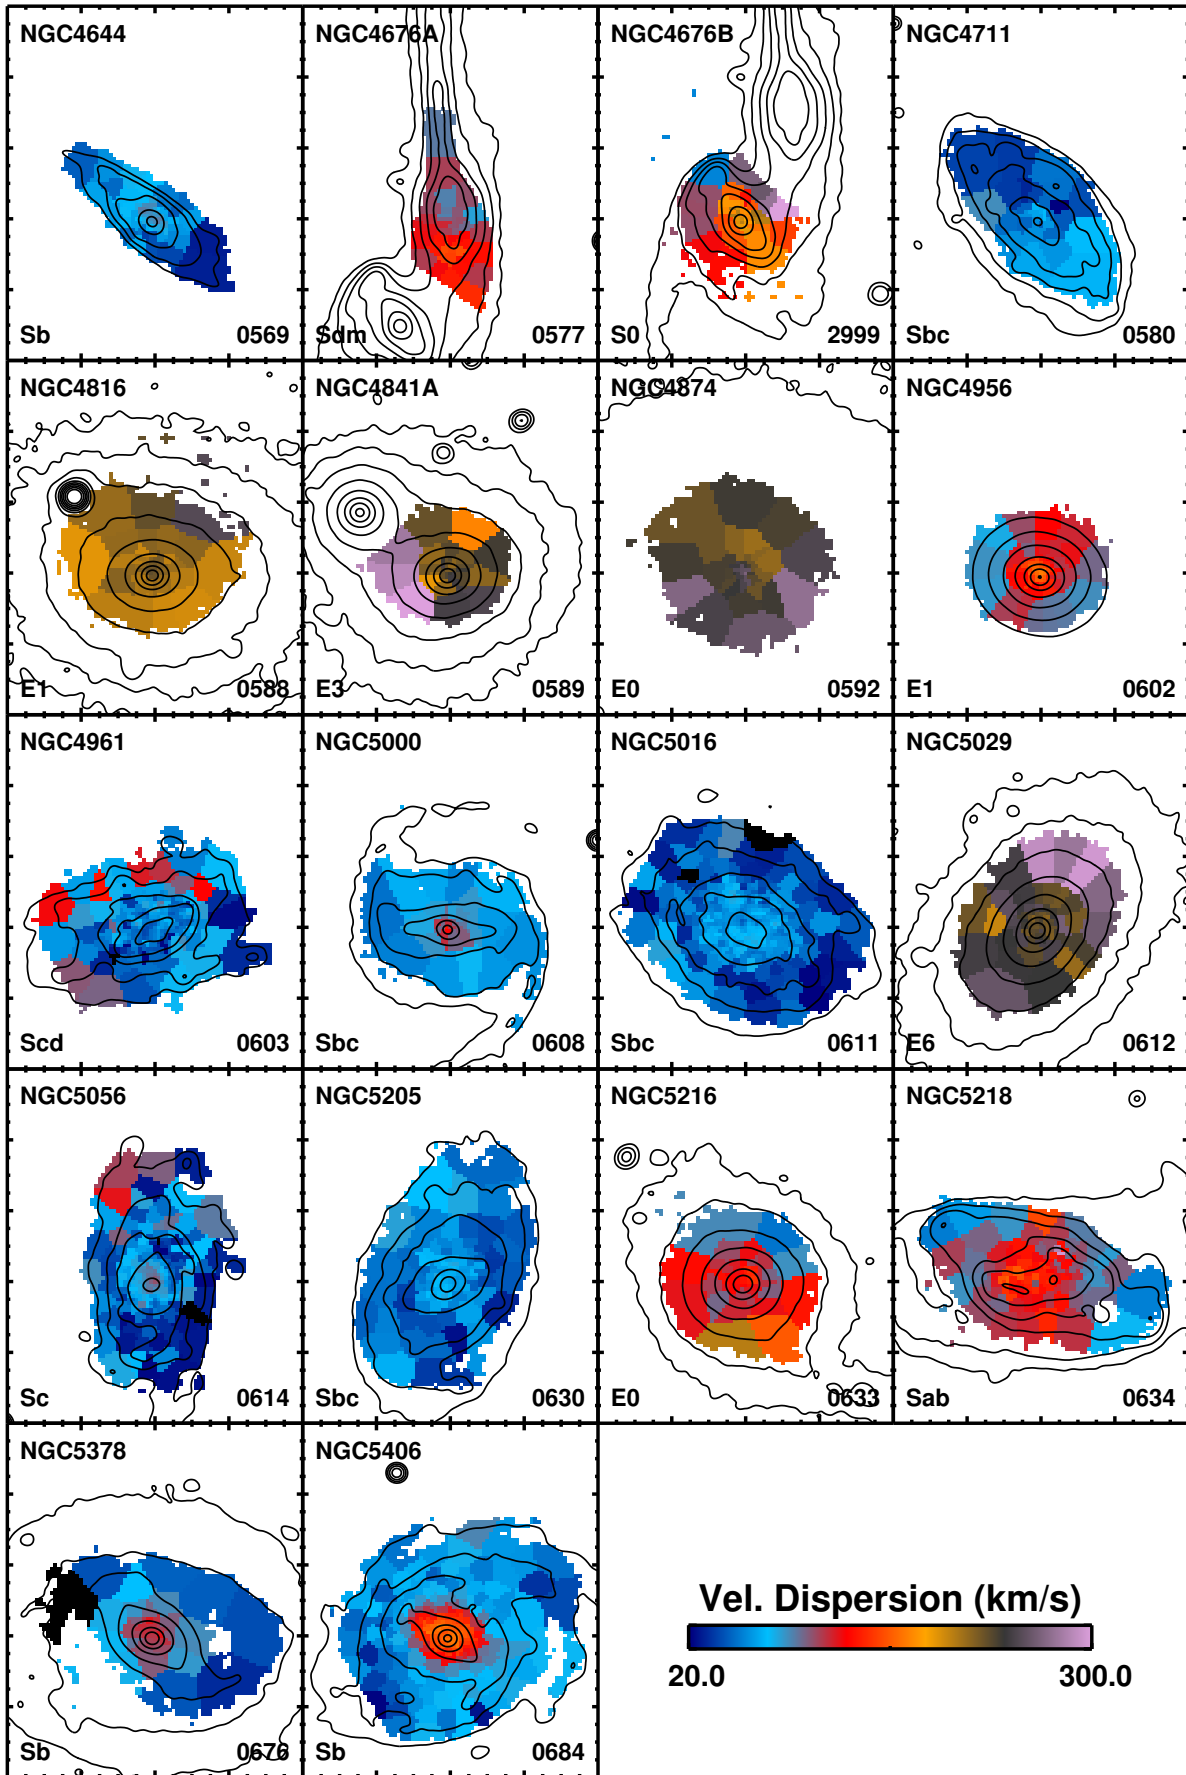 NGC4644 NGC4676A NGC4676B NGC4711
Sb 0569 Sdm 0577 S0 2999 Sbc 0580
NGC4816 NGC4841A NGC4874 NGC4956
E1 0588 E3 0589 E0 0592 E1 0602
NGC4961 NGC5000 NGC5016 NGC5029
Scd 0603 Sbc 0608 Sbc 0611 E6 0612
NGC5056 NGC5205 NGC5216 NGC5218
Sc 0614 Sbc 0630 E0 0633 Sab 0634
NGC5378 NGC5406
Sb 0676 Sb 0684
Vel. Dispersion (km/s)
20.0 300.0